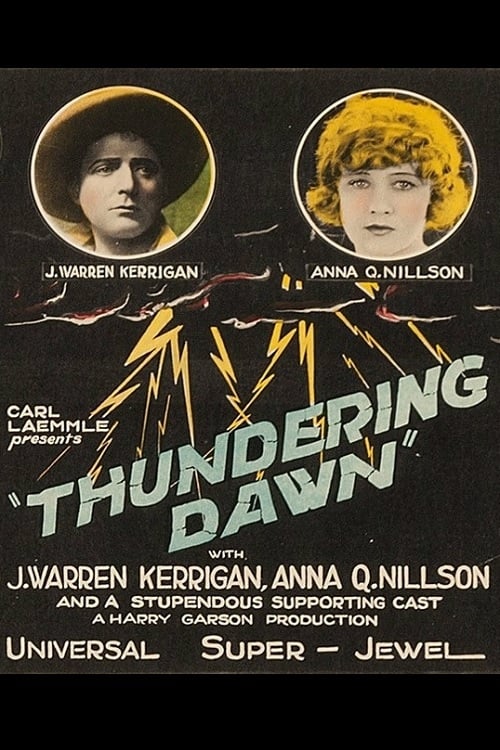 J. WARREN KERRIGAN
ANNA Q. NILLSON
CARL
LAEMMLE
presents
"THUNDERING
DAWN"
WITH
J. WARREN KERRIGAN, ANNA Q. NILLSON
AND A STUPENDOUS SUPPORTING CAST
A HARRY GARSON PRODUCTION
UNIVERSAL SUPER-JEWEL